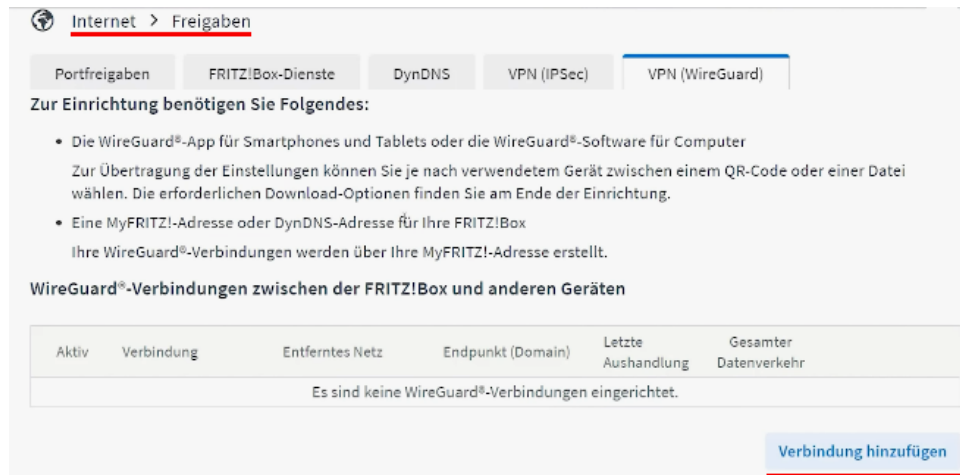 Internet > Freigaben
Portfreigaben FRITZ!Box-Dienste DynDNS VPN (IPSec) VPN (WireGuard)
Zur Einrichtung benötigen Sie Folgendes:
• Die WireGuard®-App für Smartphones und Tablets oder die WireGuard®-Software für Computer
Zur Übertragung der Einstellungen können Sie je nach verwendetem Gerät zwischen einem QR-Code oder einer Datei
wählen. Die erforderlichen Download-Optionen finden Sie am Ende der Einrichtung.
• Eine MyFRITZ!-Adresse oder DynDNS-Adresse für Ihre FRITZ!Box
Ihre WireGuard®-Verbindungen werden über Ihre MyFRITZ!-Adresse erstellt.
WireGuard®-Verbindungen zwischen der FRITZ!Box und anderen Geräten
Aktiv Verbindung Entferntes Netz Endpunkt (Domain) Letzte Aushandlung Gesamter Datenverkehr
Es sind keine WireGuard®-Verbindungen eingerichtet.
Verbindung hinzufügen